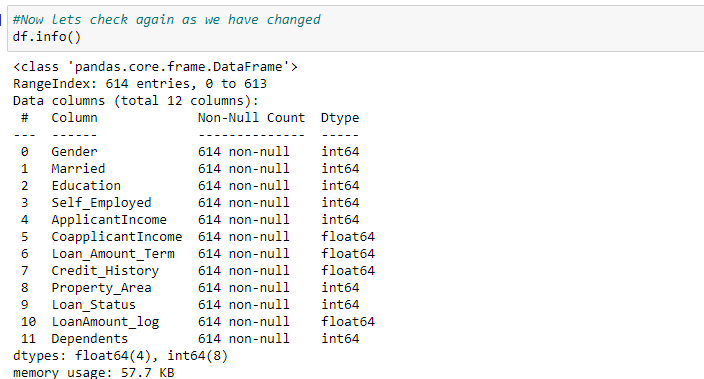 #Now Lets check again as we have changed
df.info()
<class 'pandas.core.frame.DataFrame'>
RangeIndex: 614 entries, 0 to 613
Data columns (total 12 columns):
 #   Column             Non-Null Count  Dtype
---  ------             --------------  -----
 0   Gender             614 non-null    int64
 1   Married            614 non-null    int64
 2   Education          614 non-null    int64
 3   Self_Employed      614 non-null    int64
 4   ApplicantIncome    614 non-null    int64
 5   CoapplicantIncome  614 non-null    float64
 6   Loan_Amount_Term   614 non-null    float64
 7   Credit_History     614 non-null    float64
 8   Property_Area      614 non-null    int64
 9   Loan_Status        614 non-null    int64
 10  LoanAmount_log     614 non-null    float64
 11  Dependents         614 non-null    int64
dtypes: float64(4), int64(8)
memory usage: 57.7 KB